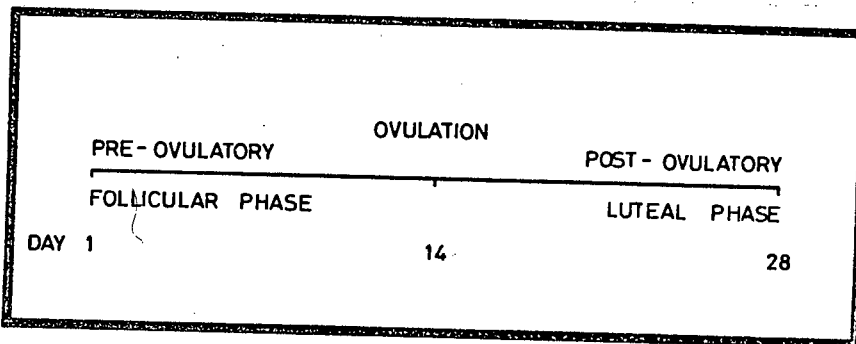 OVULATION
PRE - OVULATORY POST - OVULATORY
FOLLICULAR PHASE LUTEAL PHASE
DAY 1 14 28